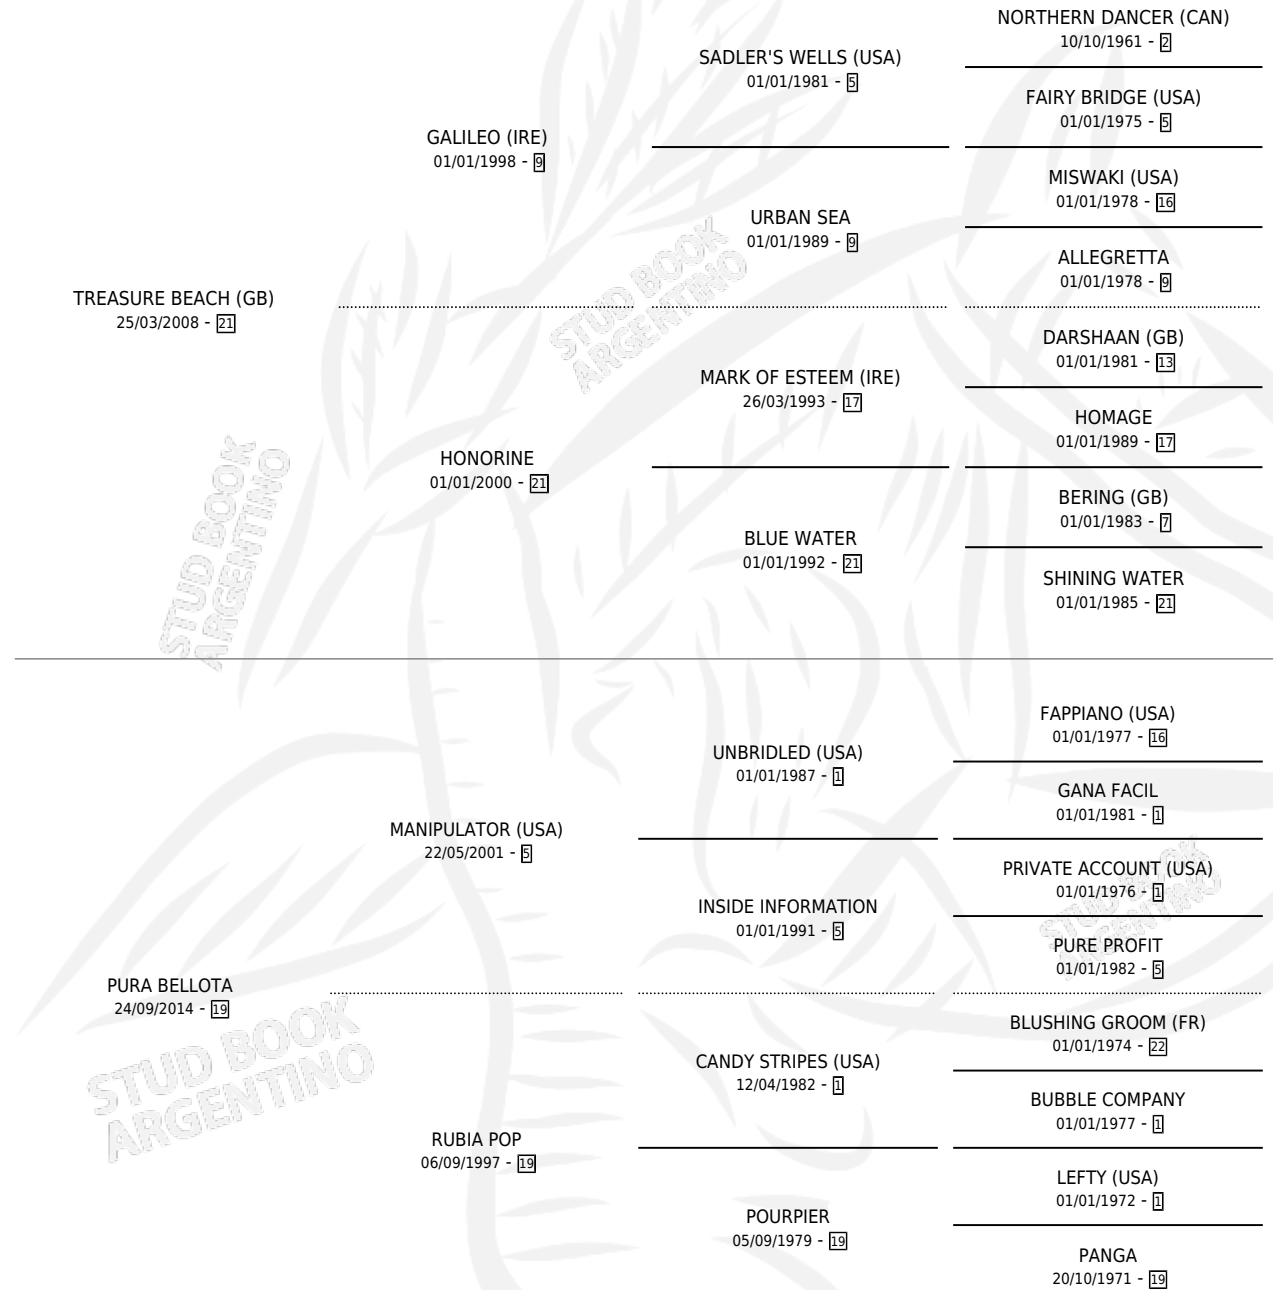 NORTHERN DANCER (CAN)
10/10/1961 - 2
SADLER'S WELLS (USA)
01/01/1981 - 5
FAIRY BRIDGE (USA)
01/01/1975 - 5
GALILEO (IRE)
01/01/1998 - 9
MISWAKI (USA)
01/01/1978 - 16
URBAN SEA
01/01/1989 - 9
ALLEGRETTA
01/01/1978 - 9
TREASURE BEACH (GB)
25/03/2008 - 21
DARSHAAN (GB)
01/01/1981 - 13
MARK OF ESTEEM (IRE)
26/03/1993 - 17
HOMAGE
01/01/1989 - 17
HONORINE
01/01/2000 - 21
BERING (GB)
01/01/1983 - 7
BLUE WATER
01/01/1992 - 21
SHINING WATER
01/01/1985 - 21
FAPPIANO (USA)
01/01/1977 - 16
UNBRIDLED (USA)
01/01/1987 - 1
GANA FACIL
01/01/1981 - 1
MANIPULATOR (USA)
22/05/2001 - 5
PRIVATE ACCOUNT (USA)
01/01/1976 - 1
INSIDE INFORMATION
01/01/1991 - 5
PURE PROFIT
01/01/1982 - 5
PURA BELLOTA
24/09/2014 - 19
BLUSHING GROOM (FR)
01/01/1974 - 22
CANDY STRIPES (USA)
12/04/1982 - 1
BUBBLE COMPANY
01/01/1977 - 1
RUBIA POP
06/09/1997 - 19
LEFTY (USA)
01/01/1972 - 1
POURPIER
05/09/1979 - 19
PANGA
20/10/1971 - 19
STUD BOOK
ARGENTINO
STUD BOOK
ARGENTINO
STUD BOOK
ARGENTINO
STUD BOOK
ARGENTINO